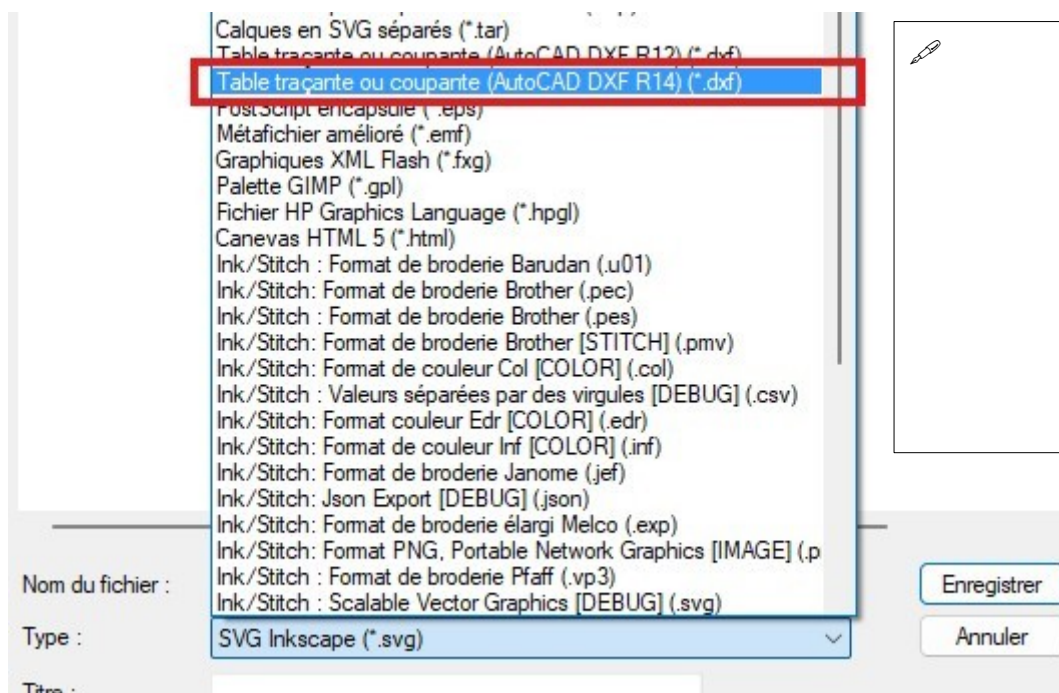 Calques en SVG séparés (*.tar)
Table traçante ou coupante (AutoCAD DXF R12) (*.dxf)
Table traçante ou coupante (AutoCAD DXF R14) (*.dxf)
PostScript encapsulé (*.eps)
Métafichier amélioré (*.emf)
Graphiques XML Flash (*.fxg)
Palette GIMP (*.gpl)
Fichier HP Graphics Language (*.hpgl)
Canevas HTML 5 (*.html)
Ink/Stitch : Format de broderie Barudan (.u01)
Ink/Stitch: Format de broderie Brother (.pec)
Ink/Stitch : Format de broderie Brother (.pes)
Ink/Stitch: Format de broderie Brother [STITCH] (.pmv)
Ink/Stitch: Format de couleur Col [COLOR] (.col)
Ink/Stitch : Valeurs séparées par des virgules [DEBUG] (.csv)
Ink/Stitch: Format couleur Edr [COLOR] (.edr)
Ink/Stitch: Format de couleur Inf [COLOR] (.inf)
Ink/Stitch: Format de broderie Janome (.jef)
Ink/Stitch: Json Export [DEBUG] (.json)
Ink/Stitch: Format de broderie élargi Melco (.exp)
Ink/Stitch: Format PNG, Portable Network Graphics [IMAGE] (.p
Ink/Stitch : Format de broderie Pfaff (.vp3)
Ink/Stitch : Scalable Vector Graphics [DEBUG] (.svg)
Nom du fichier :
Enregistrer
Type :
SVG Inkscape (*.svg)
Annuler
Titre :